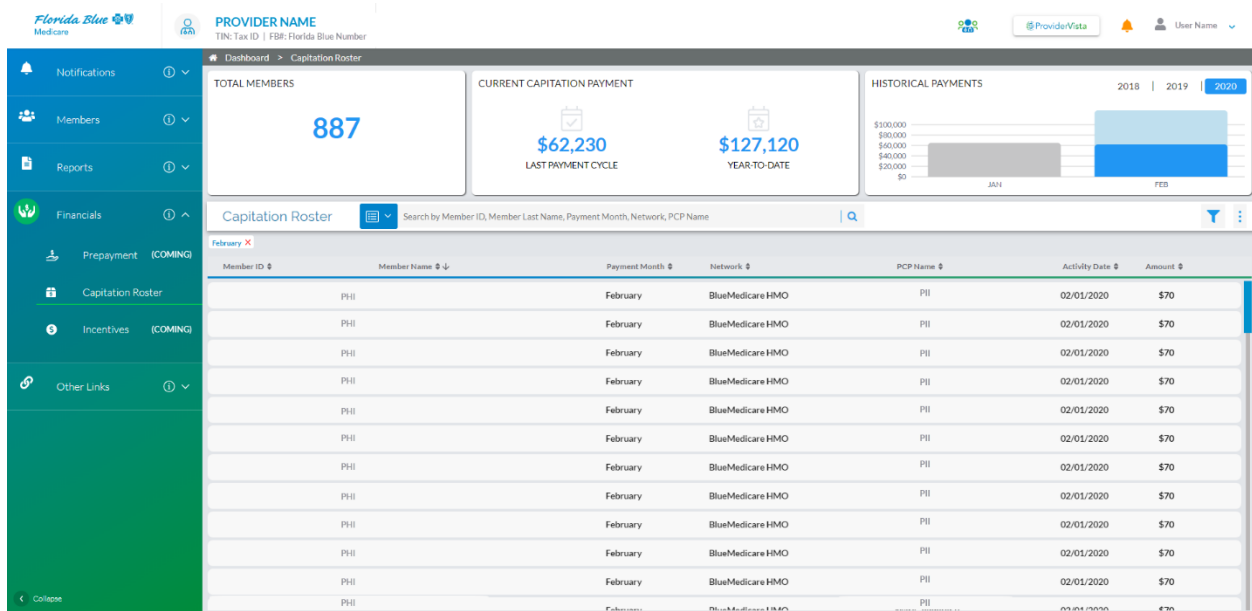 Florida Blue
Medicare
PROVIDER NAME
TIN: Tax ID | FB#: Florida Blue Number
ProviderVista
User Name
Notifications
Members
Reports
Financials
Prepayment (COMING)
Capitation Roster
Incentives (COMING)
Other Links
Collapse
Dashboard > Capitation Roster
TOTAL MEMBERS
887
CURRENT CAPITATION PAYMENT
$62,230
LAST PAYMENT CYCLE
$127,120
YEAR-TO-DATE
HISTORICAL PAYMENTS
2018 | 2019 | 2020
$100,000
$80,000
$60,000
$40,000
$20,000
$0
JAN
FEB
Capitation Roster
Search by Member ID, Member Last Name, Payment Month, Network, PCP Name
February X
Member ID Member Name Payment Month Network PCP Name Activity Date Amount
PHI February BlueMedicare HMO PII 02/01/2020 $70
PHI February BlueMedicare HMO PII 02/01/2020 $70
PHI February BlueMedicare HMO PII 02/01/2020 $70
PHI February BlueMedicare HMO PII 02/01/2020 $70
PHI February BlueMedicare HMO PII 02/01/2020 $70
PHI February BlueMedicare HMO PII 02/01/2020 $70
PHI February BlueMedicare HMO PII 02/01/2020 $70
PHI February BlueMedicare HMO PII 02/01/2020 $70
PHI February BlueMedicare HMO PII 02/01/2020 $70
PHI February BlueMedicare HMO PII 02/01/2020 $70
PHI February BlueMedicare HMO PII 02/01/2020 $70
PHI February BlueMedicare HMO PII 02/01/2020 $70